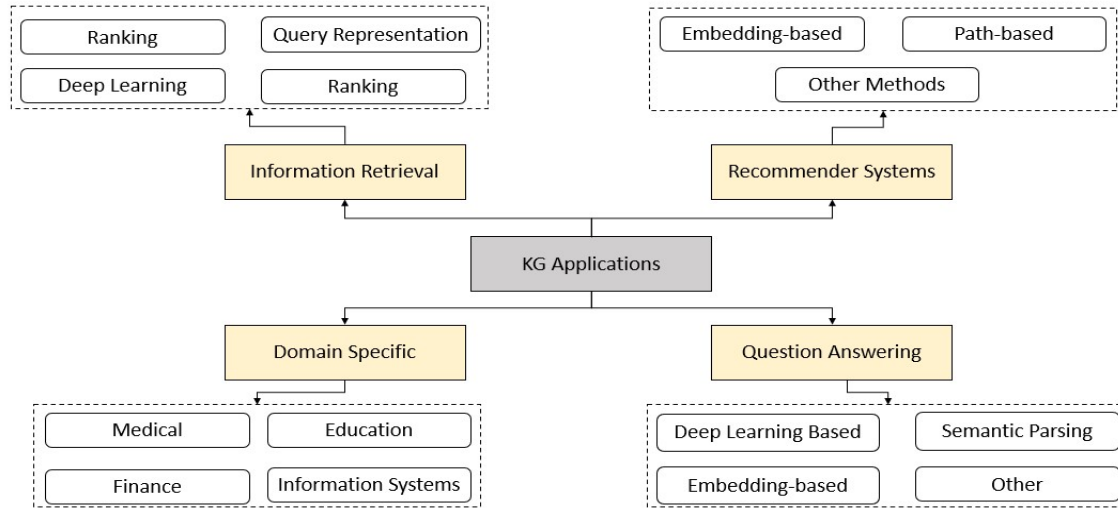 Ranking
Query Representation
Deep Learning
Ranking
Embedding-based
Path-based
Other Methods
Information Retrieval
Recommender Systems
KG Applications
Domain Specific
Question Answering
Medical
Education
Finance
Information Systems
Deep Learning Based
Semantic Parsing
Embedding-based
Other